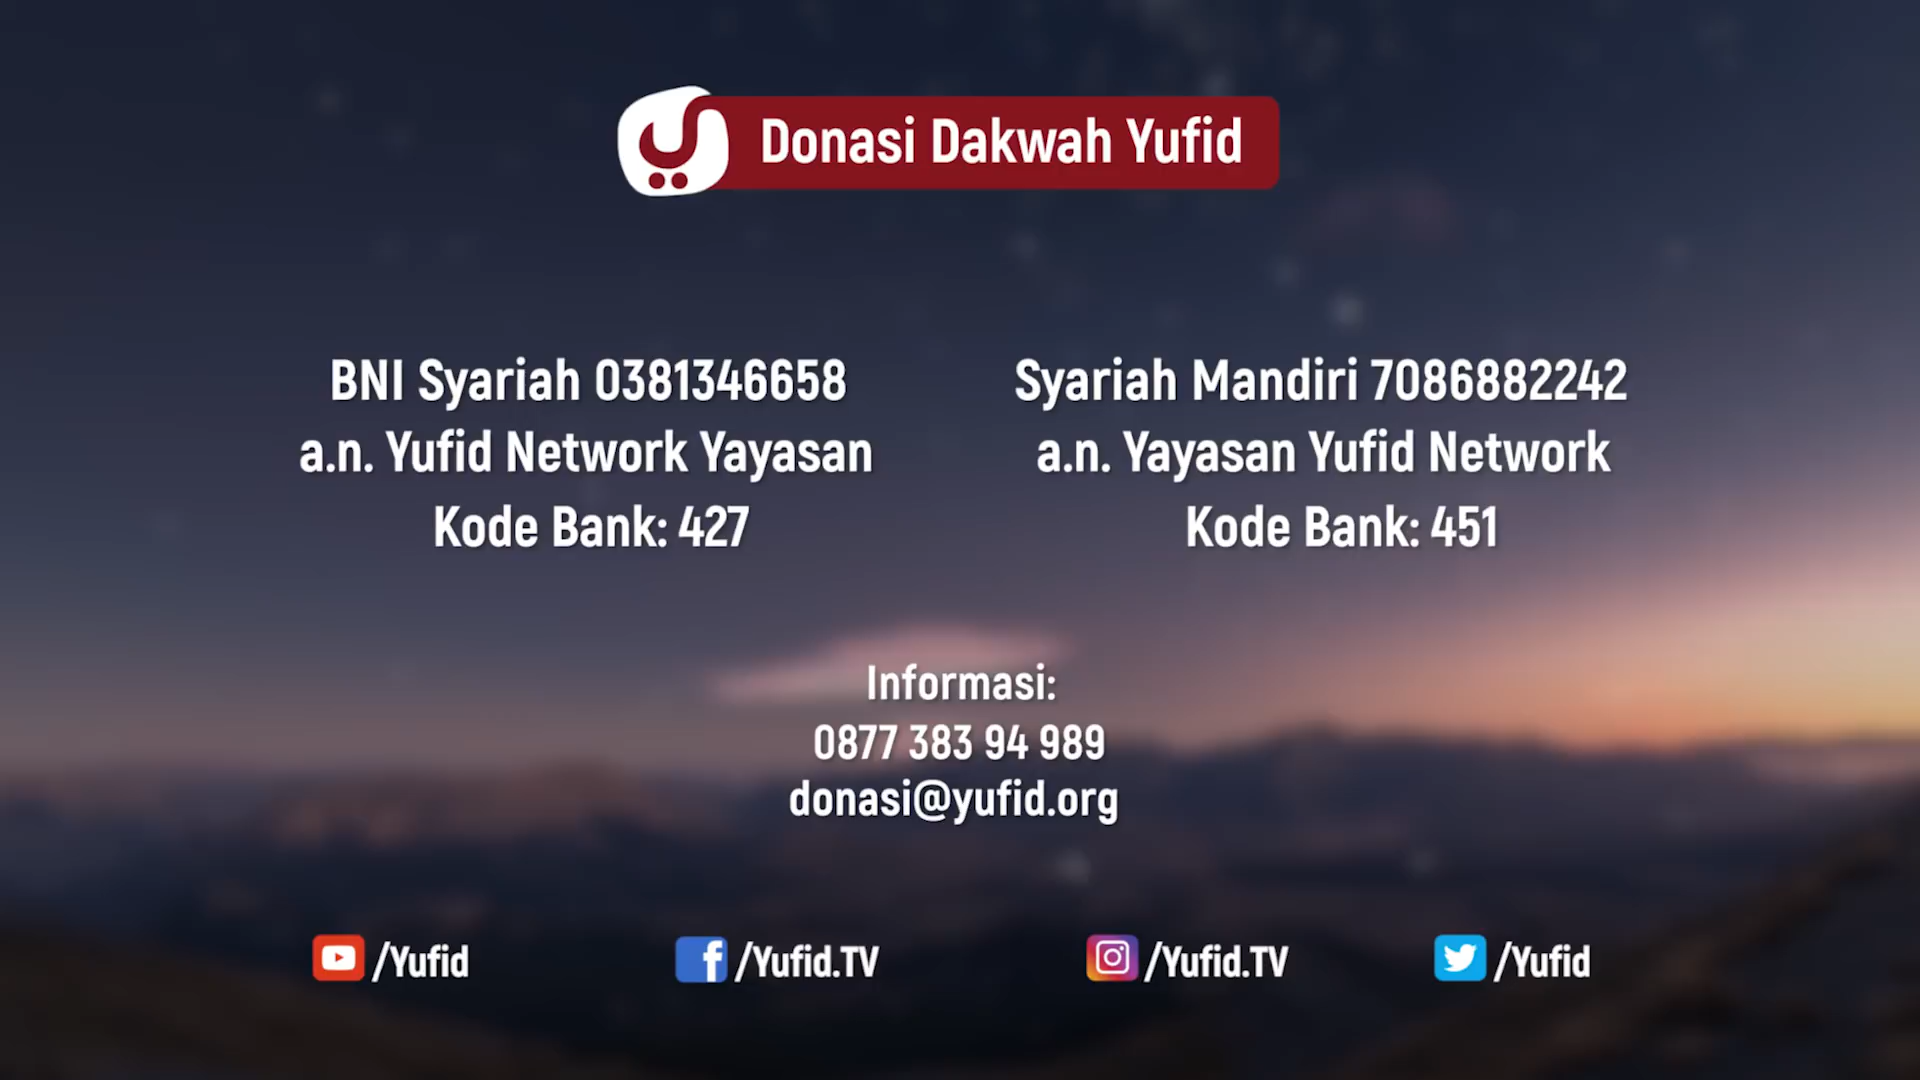 Donasi Dakwah Yufid
BNI Syariah 0381346658
a.n. Yufid Network Yayasan
Kode Bank: 427
Syariah Mandiri 7086882242
a.n. Yayasan Yufid Network
Kode Bank: 451
Informasi:
0877 383 94 989
donasi@yufid.org
/Yufid
/Yufid.TV
/Yufid.TV
/Yufid